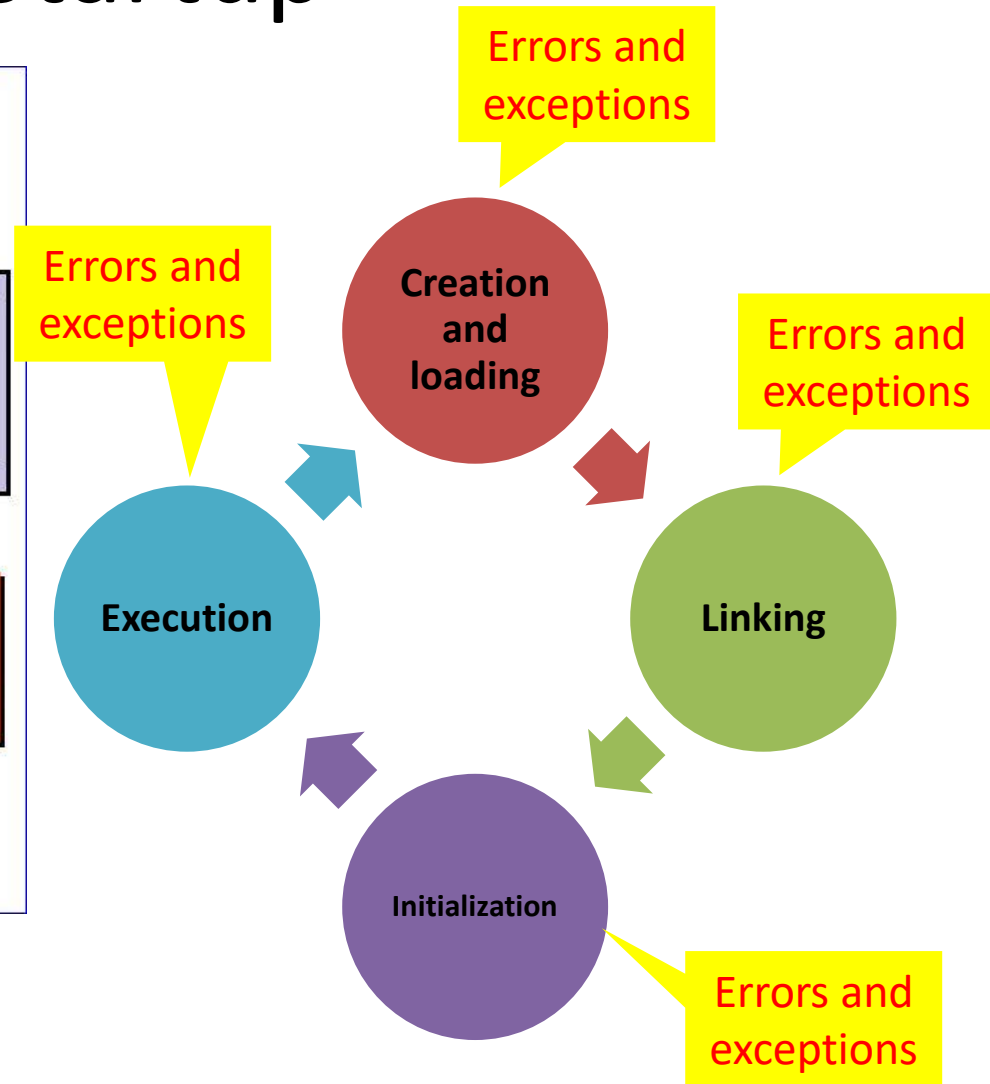 Errors and
exceptions
Errors and
exceptions
Creation
and
loading
Errors and
exceptions
Execution
Linking
Initialization
Errors and
exceptions